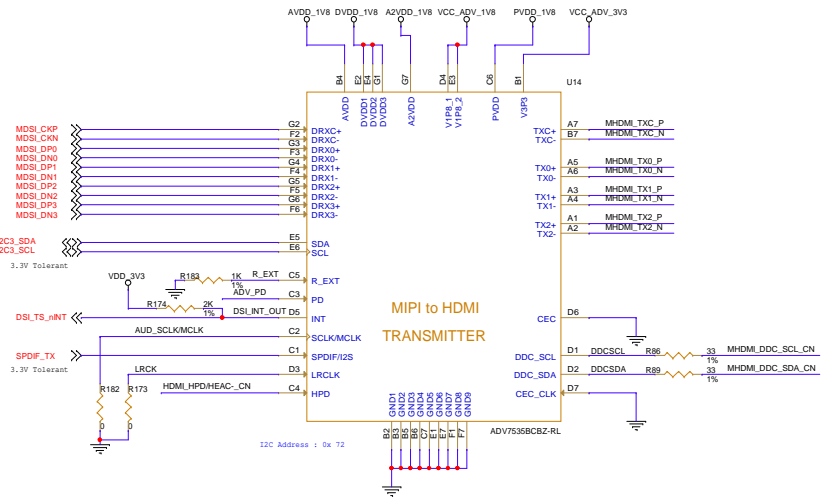 AVDD_1V8 DVDD_1V8 A2VDD_1V8 VCC_ADV_1V8 PVDD_1V8 VCC_ADV_3V3
B4 E2 E4 G1 G7 D4 E3 C6 B1 U14
AVDD DVDD1 DVDD2 DVDD3 A2VDD V1P8_1 V1P8_2 PVDD V3P3
MDSI_CKP G2 DRXC+ TXC+ A7 MHDMI_TXC_P
MDSI_CKN F2 DRXC- TXC- B7 MHDMI_TXC_N
MDSI_DP0 G3 DRX0+
MDSI_DN0 F3 DRX0-
MDSI_DP1 G4 DRX1+ TX0+ A5 MHDMI_TX0_P
MDSI_DN1 F4 DRX1- TX0- A6 MHDMI_TX0_N
MDSI_DP2 G5 DRX2+
MDSI_DN2 F5 DRX2- TX1+ A3 MHDMI_TX1_P
MDSI_DP3 G6 DRX3+ TX1- A4 MHDMI_TX1_N
MDSI_DN3 F6 DRX3-
TX2+ A1 MHDMI_TX2_P
TX2- A2 MHDMI_TX2_N
2C3_SDA E5 SDA
2C3_SCL E6 SCL
3.3V Tolerant
VDD_3V3 R183 1K 1% R_EXT C5 R_EXT
ADV_PD C3 PD
R174 2K 1%
DSI_TS_nINT DSI_INT_OUT D5 INT CEC D6
MIPI to HDMI
TRANSMITTER
AUD_SCLK/MCLK C2 SCLK/MCLK
SPDIF_TX C1 SPDIF/I2S DDC_SCL D1 DDCSCL R86 33 1% MHDMI_DDC_SCL_CN
3.3V Tolerant
LRCK D3 LRCLK DDC_SDA D2 DDCSDA R89 33 1% MHDMI_DDC_SDA_CN
R182 R173 HDMI_HPD/HEAC-_CN C4 HPD CEC_CLK D7
0 0
GND1 GND2 GND3 GND4 GND5 GND6 GND7 GND8 GND9
ADV7535BCBZ-RL
B2 B3 B5 B6 C7 E1 E7 F1 F7
I2C Address : 0x 72